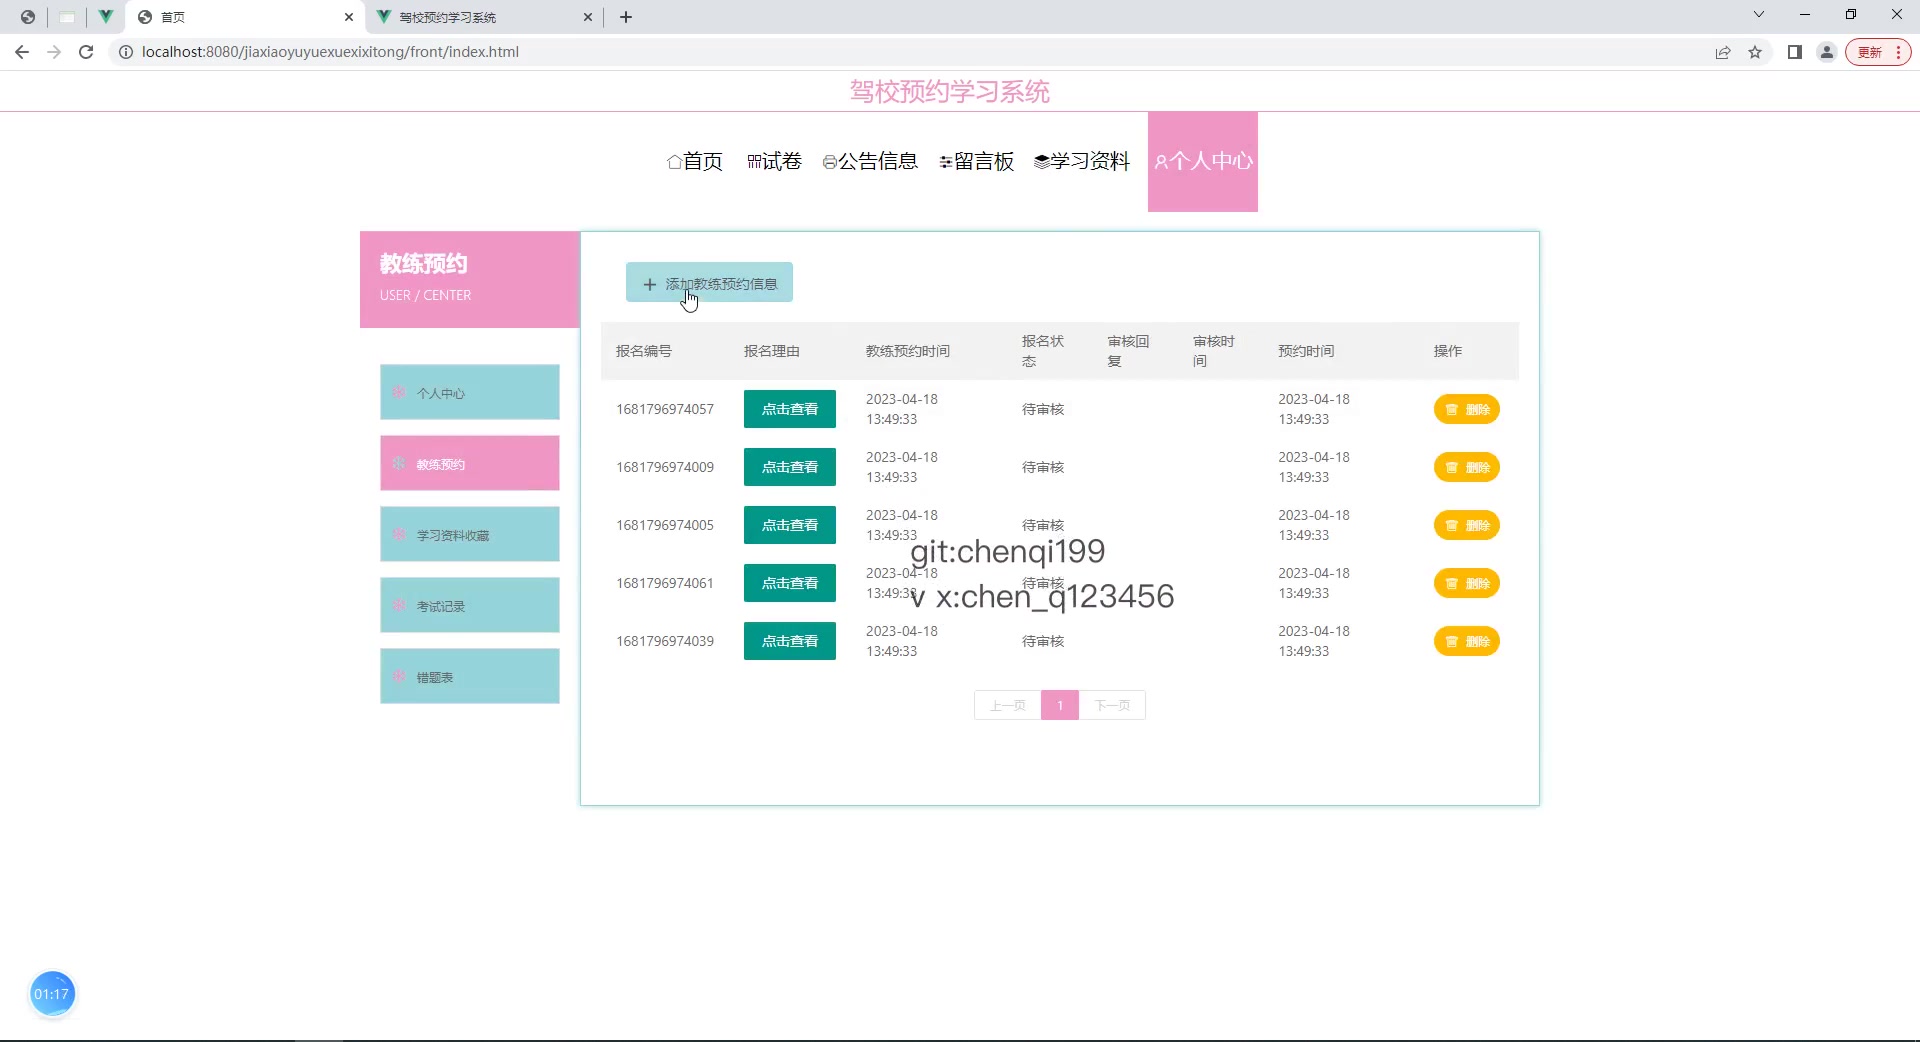 首页
驾校预约学习系统
localhost:8080/jiaxiaoyuyuexuexixitong/front/index.html
更新
驾校预约学习系统
首页 试卷 公告信息 留言板 学习资料 个人中心
教练预约
USER / CENTER
个人中心
教练预约
学习资料收藏
考试记录
错题表
添加教练预约信息
报名编号 报名理由 教练预约时间 报名状态 审核回复 审核时间 预约时间 操作
1681796974057 点击查看 2023-04-18 13:49:33 待审核 2023-04-18 13:49:33 删除
1681796974009 点击查看 2023-04-18 13:49:33 待审核 2023-04-18 13:49:33 删除
1681796974005 点击查看 2023-04-18 13:49:33 待审核 2023-04-18 13:49:33 删除
1681796974061 点击查看 2023-04-18 13:49:33 待审核 2023-04-18 13:49:33 删除
1681796974039 点击查看 2023-04-18 13:49:33 待审核 2023-04-18 13:49:33 删除
git:chenqi199
v x:chen_q123456
上一页 1 下一页
01:17